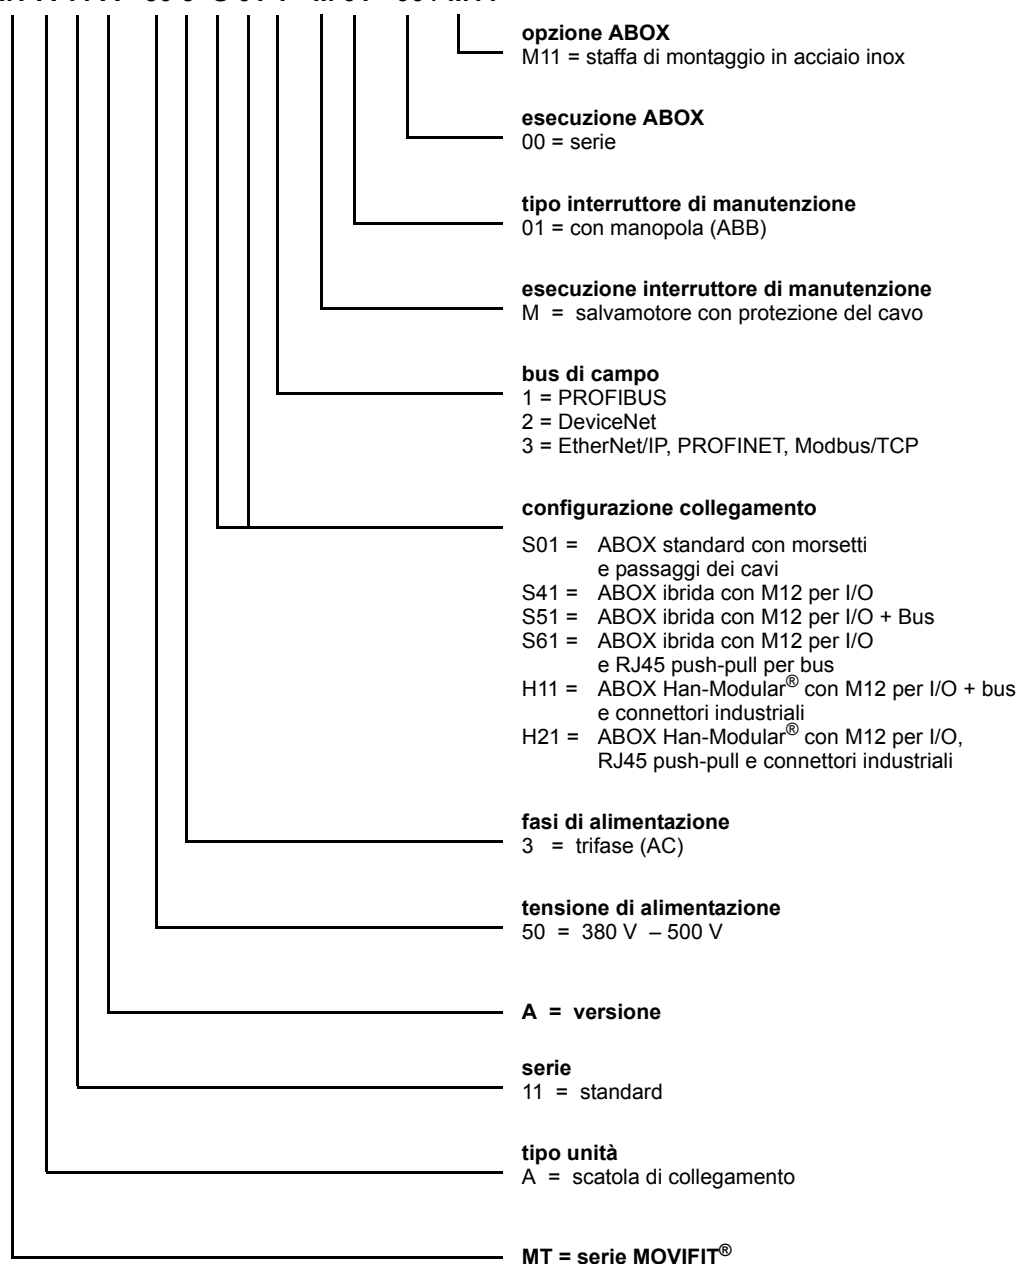 opzione ABOX
M11 = staffa di montaggio in acciaio inox
esecuzione ABOX
00 = serie
tipo interruttore di manutenzione
01 = con manopola (ABB)
esecuzione interruttore di manutenzione
M = salvamotore con protezione del cavo
bus di campo
1 = PROFIBUS
2 = DeviceNet
3 = EtherNet/IP, PROFINET, Modbus/TCP
configurazione collegamento
S01 = ABOX standard con morsetti
e passaggi dei cavi
S41 = ABOX ibrida con M12 per I/O
S51 = ABOX ibrida con M12 per I/O + Bus
S61 = ABOX ibrida con M12 per I/O
e RJ45 push-pull per bus
H11 = ABOX Han-Modular® con M12 per I/O + bus
e connettori industriali
H21 = ABOX Han-Modular® con M12 per I/O,
RJ45 push-pull e connettori industriali
fasi di alimentazione
3 = trifase (AC)
tensione di alimentazione
50 = 380 V – 500 V
A = versione
serie
11 = standard
tipo unità
A = scatola di collegamento
MT = serie MOVIFIT®